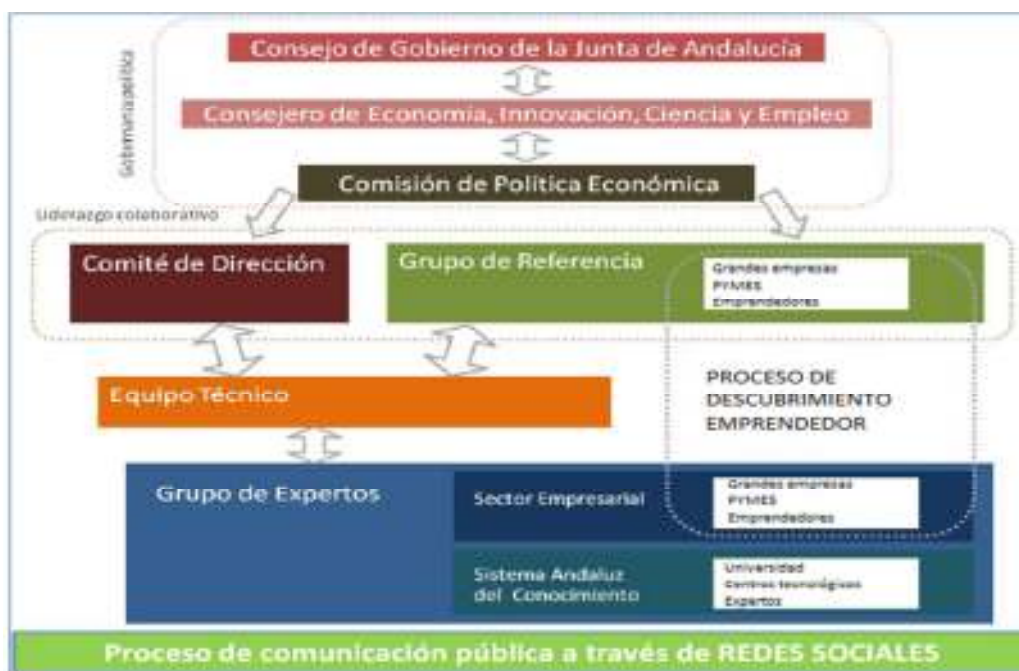 Consejo de Gobierno de la Junta de Andalucía
Gobernanza política
Consejero de Economía, Innovación, Ciencia y Empleo
Comisión de Política Económica
Liderazgo colaborativo
Comité de Dirección
Grupo de Referencia
Grandes empresas
PYMES
Emprendedores
Equipo Técnico
PROCESO DE
DESCUBRIMIENTO
EMPRENDEDOR
Grupo de Expertos
Sector Empresarial
Grandes empresas
PYMES
Emprendedores
Sistema Andaluz
del Conocimiento
Universidad
Centros tecnológicos
Expertos
Proceso de comunicación pública a través de REDES SOCIALES